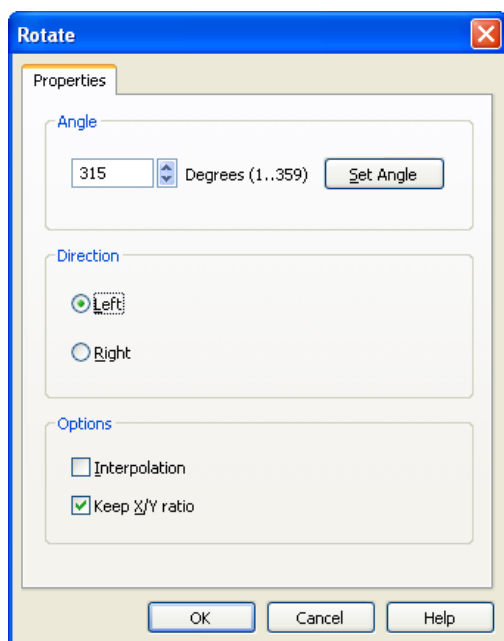 Rotate
Properties
Angle
315 Degrees (1..359) Set Angle
Direction
Left
Right
Options
Interpolation
Keep X/Y ratio
OK Cancel Help